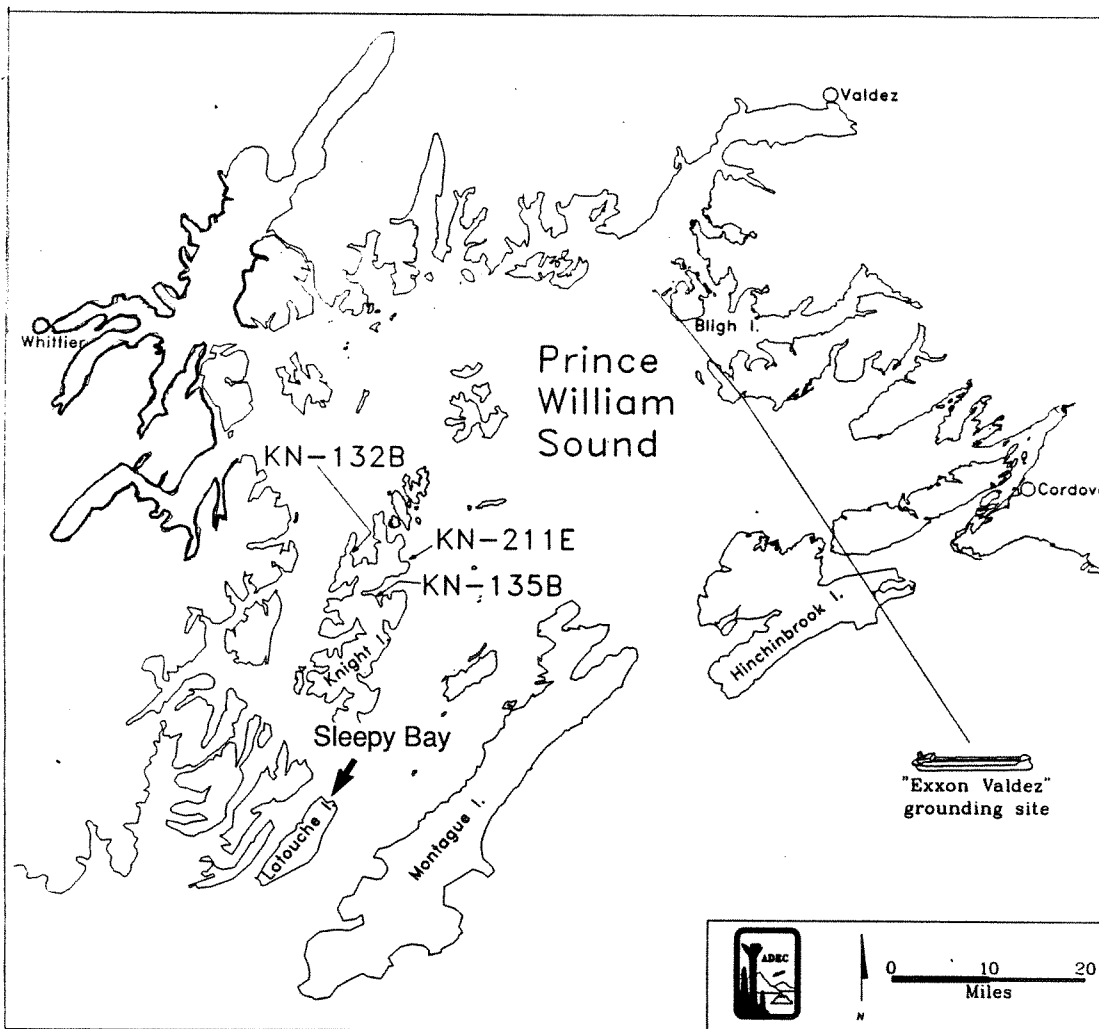 Valdez
Whittier
Bligh I.
Prince
William
Sound
KN-132B
Cordov
KN-211E
KN-135B
Hinchinbrook I.
Knight I.
Sleepy Bay
"Exxon Valdez"
grounding site
Latouche I.
Montague I.
ADEC
0 10 20
Miles
N